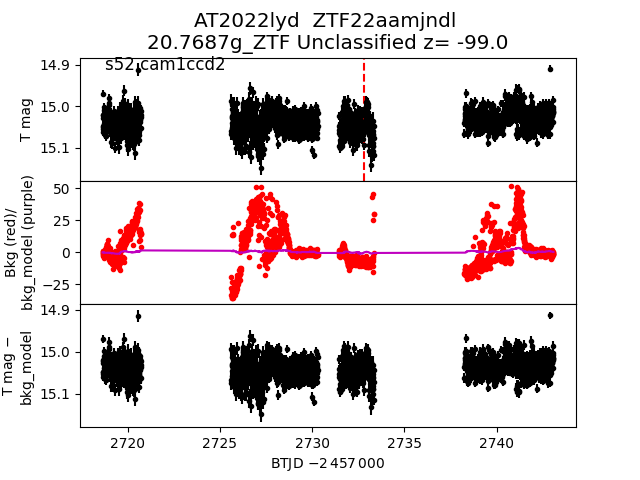 AT2022lyd ZTF22aamjndl
20.7687g_ZTF Unclassified z= -99.0
s52 cam1ccd2
T mag
14.9
15.0
15.1
Bkg (red)/
bkg_model (purple)
50
25
0
−25
T mag −
bkg_model
14.9
15.0
15.1
2720 2725 2730 2735 2740
BTJD −2 457 000